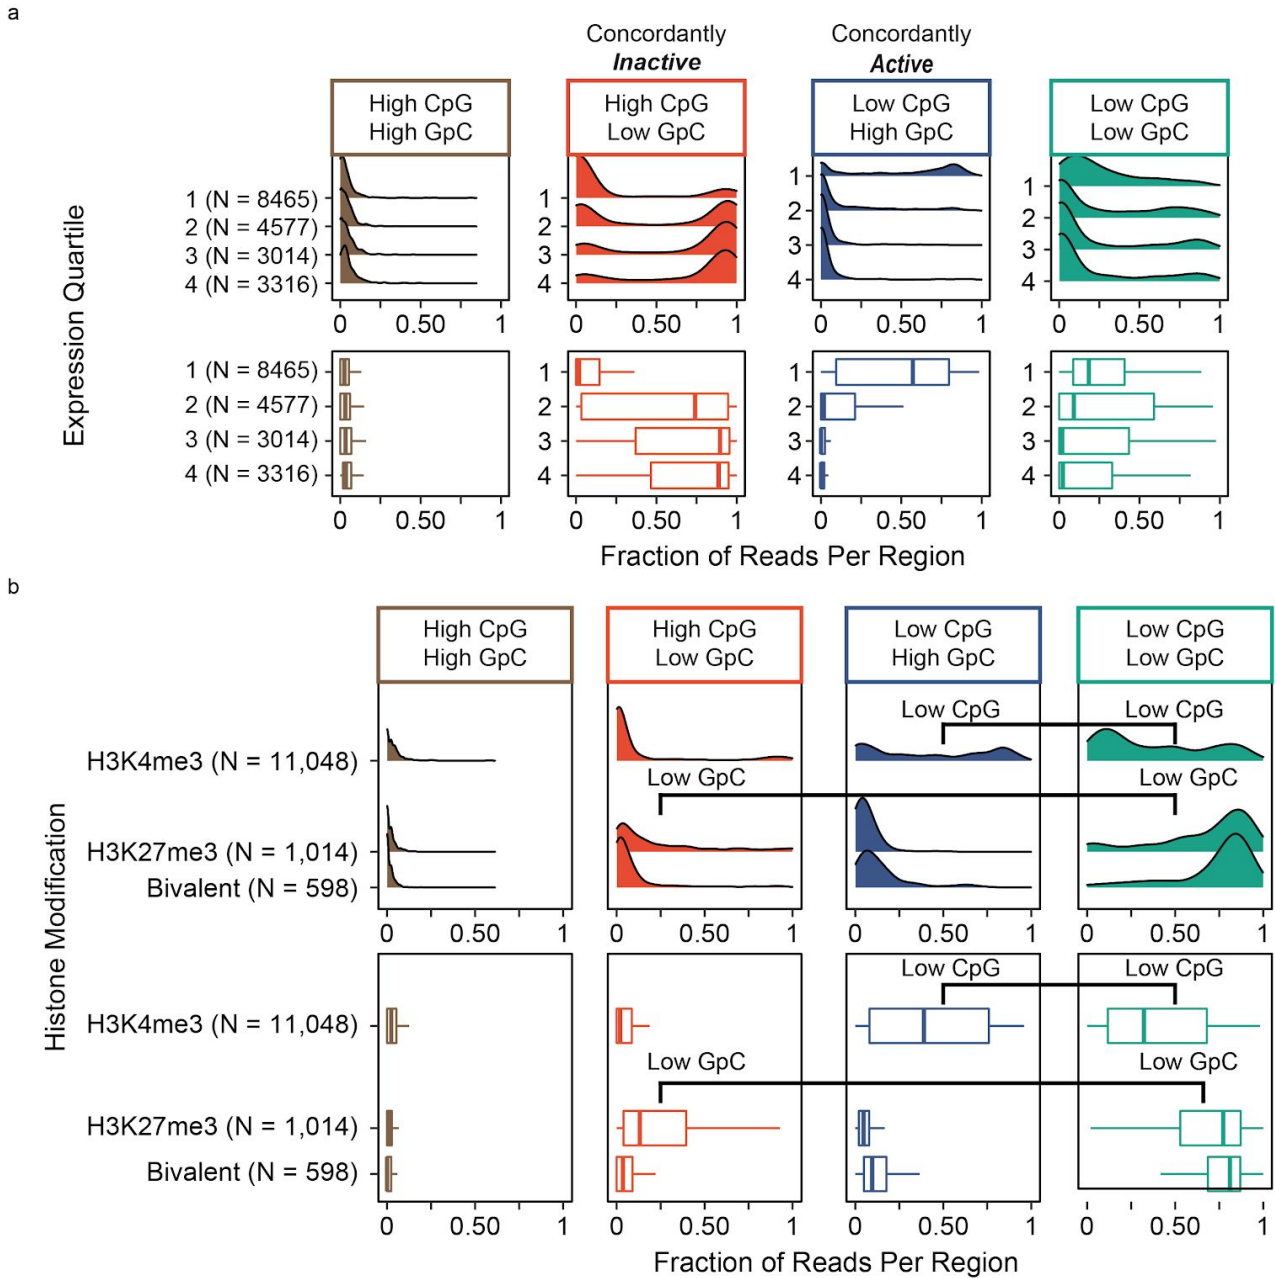 a
Concordantly
Inactive
Concordantly
Active
High CpG
High GpC
High CpG
Low GpC
Low CpG
High GpC
Low CpG
Low GpC
Expression Quartile
1 (N = 8465)
2 (N = 4577)
3 (N = 3014)
4 (N = 3316)
1
2
3
4
1
2
3
4
1
2
3
4
0 0.50 1
0 0.50 1
0 0.50 1
0 0.50 1
1 (N = 8465)
2 (N = 4577)
3 (N = 3014)
4 (N = 3316)
1
2
3
4
1
2
3
4
1
2
3
4
0 0.50 1
0 0.50 1
0 0.50 1
0 0.50 1
Fraction of Reads Per Region
b
High CpG
High GpC
High CpG
Low GpC
Low CpG
High GpC
Low CpG
Low GpC
Histone Modification
Low CpG
Low CpG
H3K4me3 (N = 11,048)
Low GpC
Low GpC
H3K27me3 (N = 1,014)
Bivalent (N = 598)
0 0.50 1
0 0.50 1
0 0.50 1
0 0.50 1
Low CpG
Low CpG
H3K4me3 (N = 11,048)
Low GpC
Low GpC
H3K27me3 (N = 1,014)
Bivalent (N = 598)
0 0.50 1
0 0.50 1
0 0.50 1
0 0.50 1
Fraction of Reads Per Region